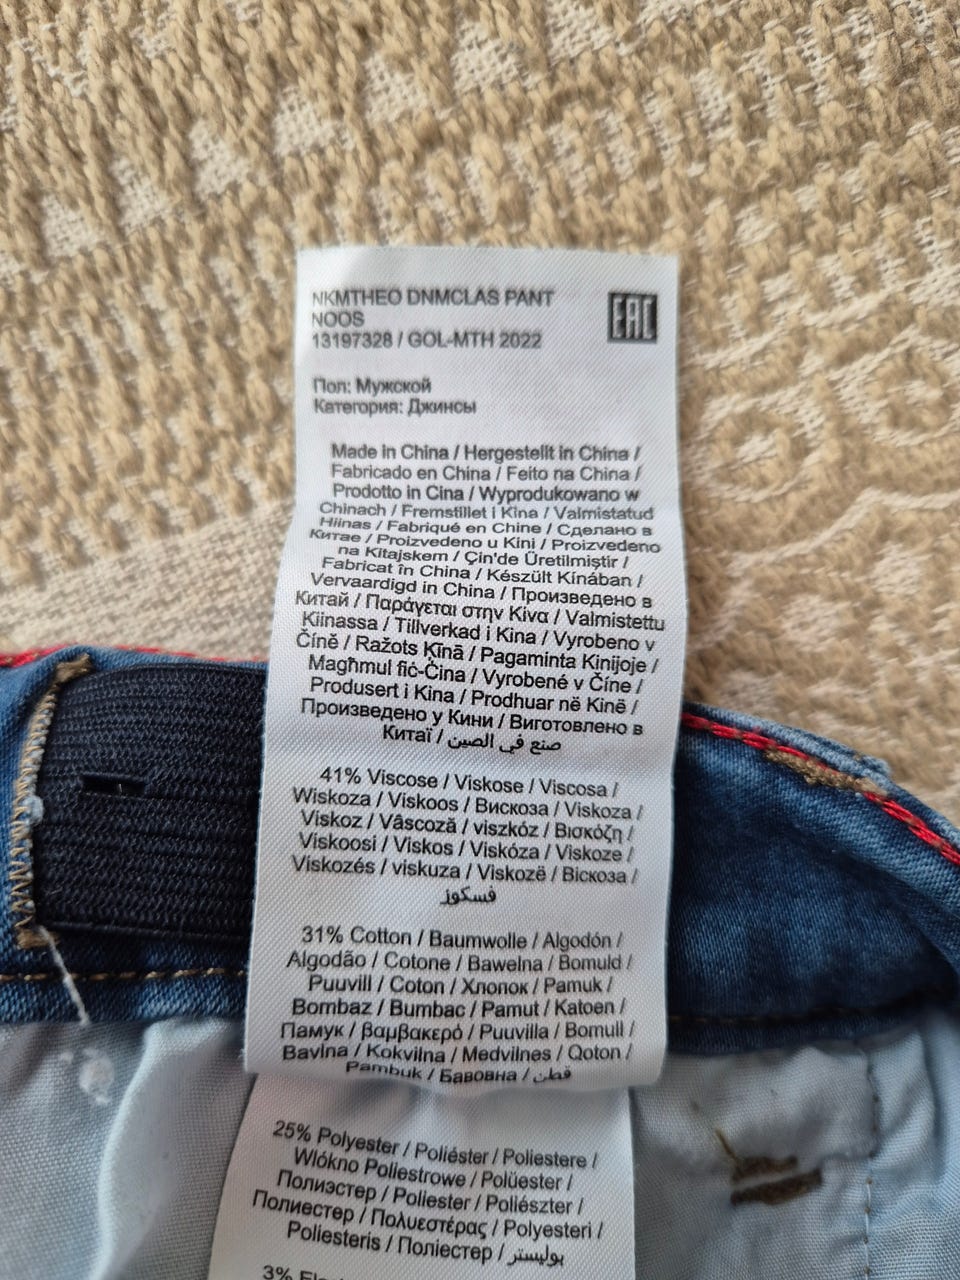 NKMTHEO DNMCLAS PANT
NOOS
13197328 / GOL-MTH 2022
EAC
Пол: Мужской
Категория: Джинсы
Made in China / Hergestellt in China /
Fabricado en China / Feito na China /
Prodotto in Cina / Wyprodukowano w
Chinach / Fremstillet i Kina / Valmistatud
Hiinas / Fabriqué en Chine / Сделано в
Китае / Proizvedeno u Kini / Proizvedeno
na Kitajskem / Çin'de Üretilmiştir /
Fabricat în China / Készült Kínában /
Vervaardigd in China / Произведено в
Китай / Παράγεται στην Κίνα / Valmistettu
Kiinassa / Tillverkad i Kina / Vyrobeno v
Číně / Ražots Ķīnā / Pagaminta Kinijoje /
Magħmul fiċ-Ċina / Vyrobené v Číne /
Produsert i Kina / Prodhuar në Kinë /
Произведено у Кини / Виготовлено в
Китаї / صنع في الصين
41% Viscose / Viskose / Viscosa /
Wiskoza / Viskoos / Вискоза / Viskoza /
Viskoz / Vâscoză / viszkóz / Βισκόζη /
Viskoosi / Viskos / Viskóza / Viskoze /
Viskozés / viskuza / Viskozë / Віскоза /
فسكوز
31% Cotton / Baumwolle / Algodón /
Algodão / Cotone / Bawełna / Bomuld /
Puuvill / Coton / Хлопок / Pamuk /
Bombaz / Bumbac / Pamut / Katoen /
Памук / βαμβακερό / Puuvilla / Bomull /
Bavlna / Kokvilna / Medvilnes / Qoton /
Pambuk / Бавовна / قطن
25% Polyester / Poliéster / Poliestere /
Włókno Poliestrowe / Polüester /
Полиэстер / Poliester / Poliészter /
Полиестер / Πολυεστέρας / Polyesteri /
Poliesteris / Поліестер / بوليستر
3%